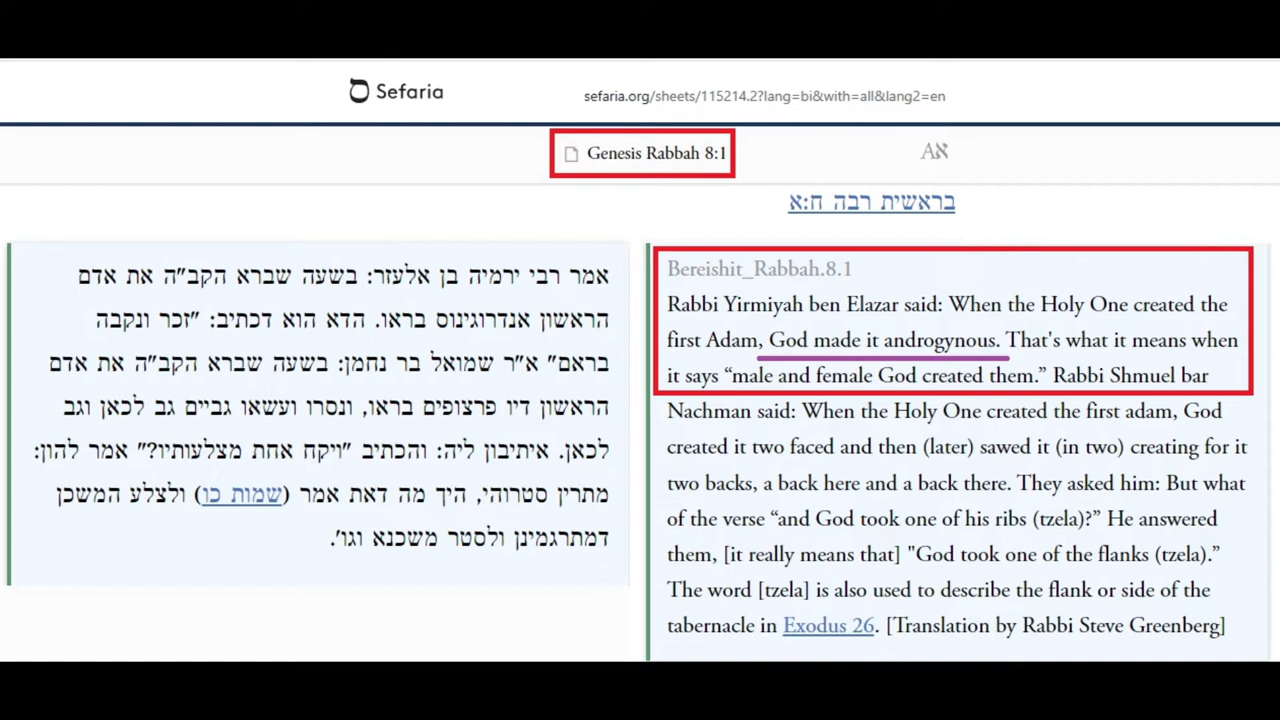 Sefaria
sefaria.org/sheets/115214.2?lang=bi&with=all&lang2=en
Genesis Rabbah 8:1
Aא
בראשית רבה ח:א
אמר רבי ירמיה בן אלעזר: בשעה שברא הקב"ה את אדם
הראשון אנדרוגינוס בראו. הדא הוא דכתיב: "זכר ונקבה
בראם" א"ר שמואל בר נחמן: בשעה שברא הקב"ה את אדם
הראשון דיו פרצופים בראו, ונסרו ועשאו גביים גב לכאן וגב
לכאן. איתיבון ליה: והכתיב "ויקח אחת מצלעותיו?" אמר להון:
מתרין סטרוהי, היך מה דאת אמר (שמות כו) ולצלע המשכן
דמתרגמינן ולסטר משכנא וגו'.
Bereishit_Rabbah.8.1
Rabbi Yirmiyah ben Elazar said: When the Holy One created the
first Adam, God made it androgynous. That's what it means when
it says “male and female God created them.” Rabbi Shmuel bar
Nachman said: When the Holy One created the first adam, God
created it two faced and then (later) sawed it (in two) creating for it
two backs, a back here and a back there. They asked him: But what
of the verse “and God took one of his ribs (tzela)?” He answered
them, [it really means that] "God took one of the flanks (tzela).”
The word [tzela] is also used to describe the flank or side of the
tabernacle in Exodus 26. [Translation by Rabbi Steve Greenberg]